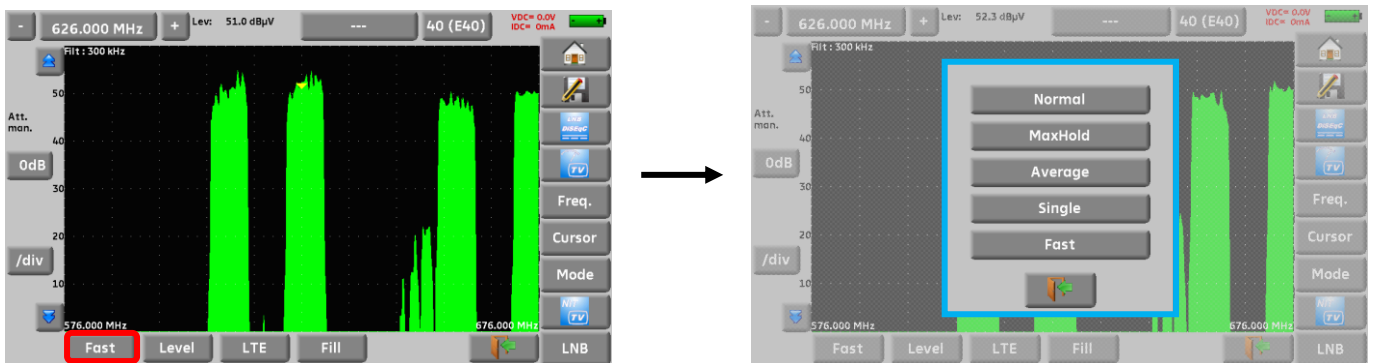 - 626.000 MHz + Lev: 51.0 dBµV --- 40 (E40) VDC= 0.0V
IDC= 0mA
Filt : 300 kHz
50
Att.
man.
40
0dB
30
Freq.
20
Cursor
/div
Mode
10
TV
576.000 MHz 676.000 MHz
Fast Level LTE Fill LNB
- 626.000 MHz + Lev: 52.3 dBµV --- 40 (E40) VDC= 0.0V
IDC= 0mA
Filt : 300 kHz
50
Normal
Att.
man.
MaxHold
40
0dB
Average
30
Single
Freq.
20
Fast
Cursor
/div
Mode
10
TV
576.000 MHz 676.000 MHz
Fast Level LTE Fill LNB